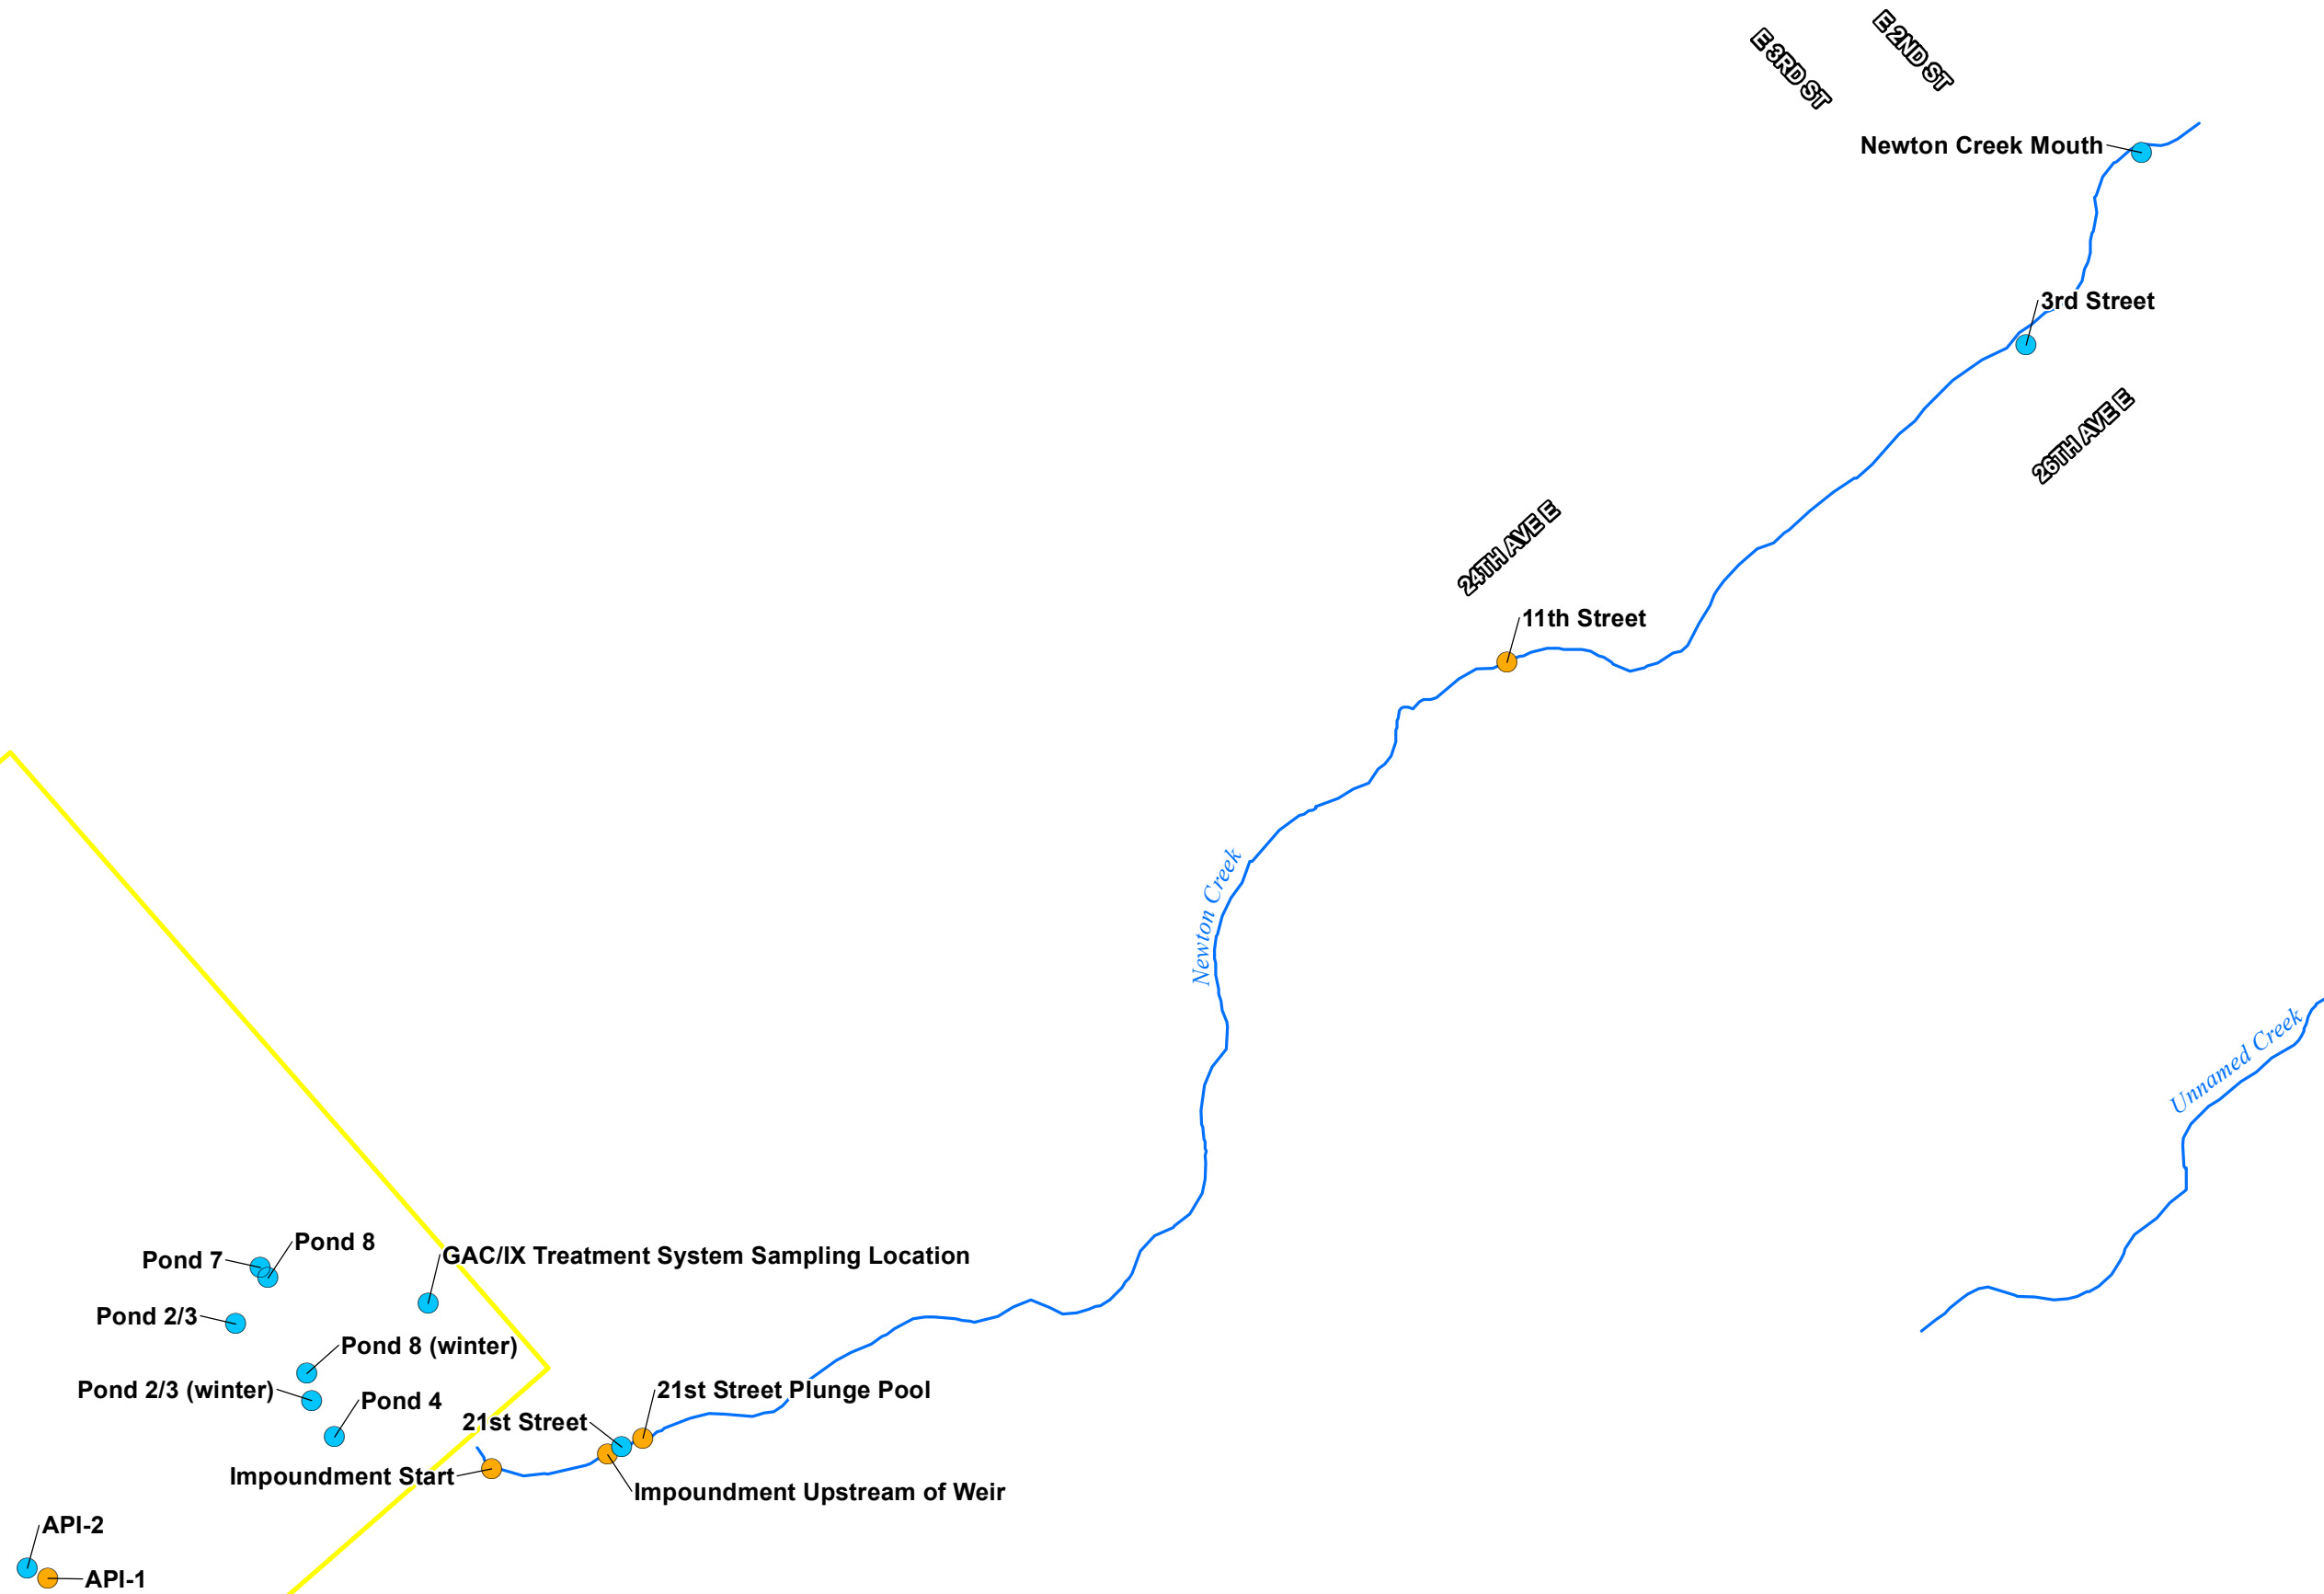 E 2ND ST
E 3RD ST
Newton Creek Mouth
3rd Street
26TH AVE E
24TH AVE E
11th Street
Newton Creek
Unnamed Creek
Pond 8
Pond 7
GAC/IX Treatment System Sampling Location
Pond 2/3
Pond 8 (winter)
Pond 2/3 (winter)
21st Street Plunge Pool
Pond 4
21st Street
Impoundment Start
Impoundment Upstream of Weir
API-2
API-1